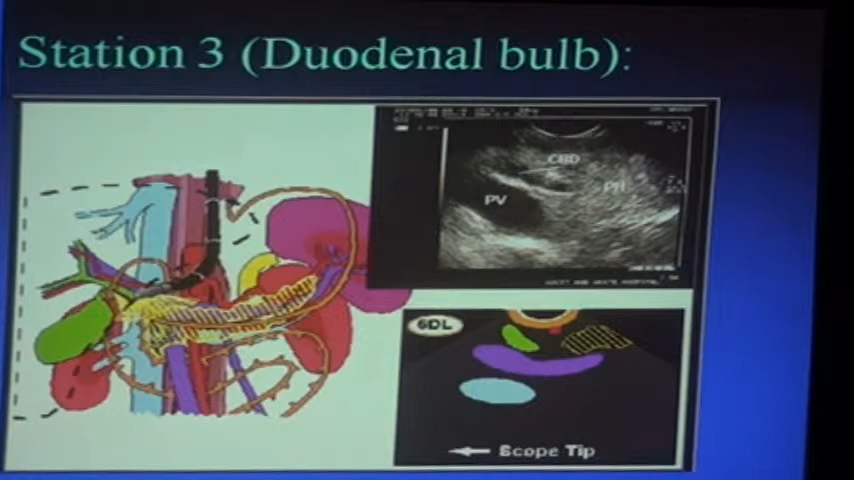 Station 3 (Duodenal bulb):
CBD
PV
PH
6DL
Scope Tip